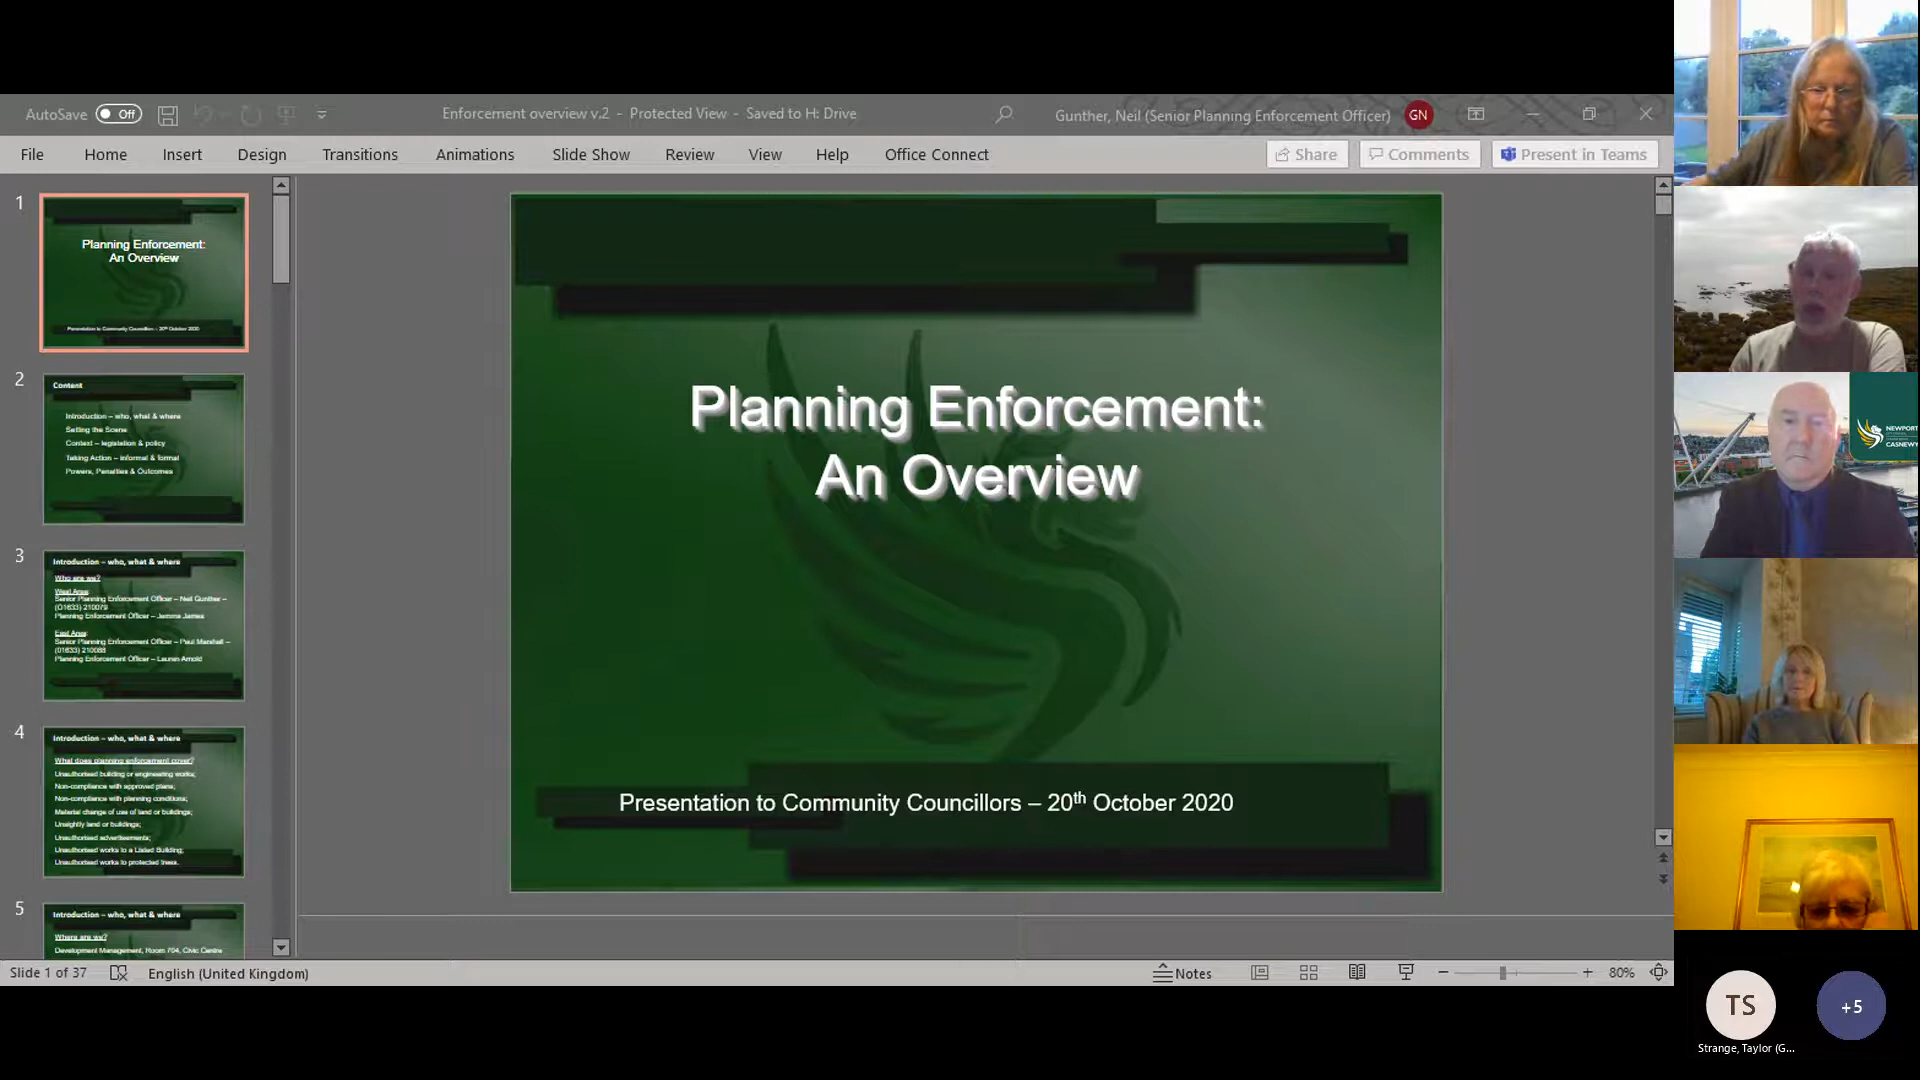 AutoSave Off
Enforcement overview v.2 - Protected View - Saved to H: Drive
Gunther, Neil (Senior Planning Enforcement Officer) GN
File Home Insert Design Transitions Animations Slide Show Review View Help Office Connect
Share Comments Present in Teams
1
Planning Enforcement:
An Overview
Presentation to Community Councillors – 20th October 2020
2
Content
Introduction – who, what & where
Setting the Scene
Context – legislation & policy
Taking Action – informal & formal
Powers, Penalties & Outcomes
3
Introduction – who, what & where
Who are we?
West Area:
Senior Planning Enforcement Officer – Neil Gunther –
(01633) 210079
Planning Enforcement Officer – Jemma James
East Area:
Senior Planning Enforcement Officer – Paul Marshall –
(01633) 210088
Planning Enforcement Officer – Lauren Arnold
4
Introduction – who, what & where
What does planning enforcement cover?
Unauthorised building or engineering works;
Non-compliance with approved plans;
Non-compliance with planning conditions;
Material change of use of land or buildings;
Unsightly land or buildings;
Unauthorised advertisements;
Unauthorised works to a Listed Building;
Unauthorised works to protected trees.
5
Introduction – who, what & where
Where are we?
Development Management, Room 704, Civic Centre
Planning Enforcement:
An Overview
Presentation to Community Councillors – 20th October 2020
Slide 1 of 37 English (United Kingdom)
Notes 80%
NEWPORT
CASNEWY
TS
+5
Strange, Taylor (G...